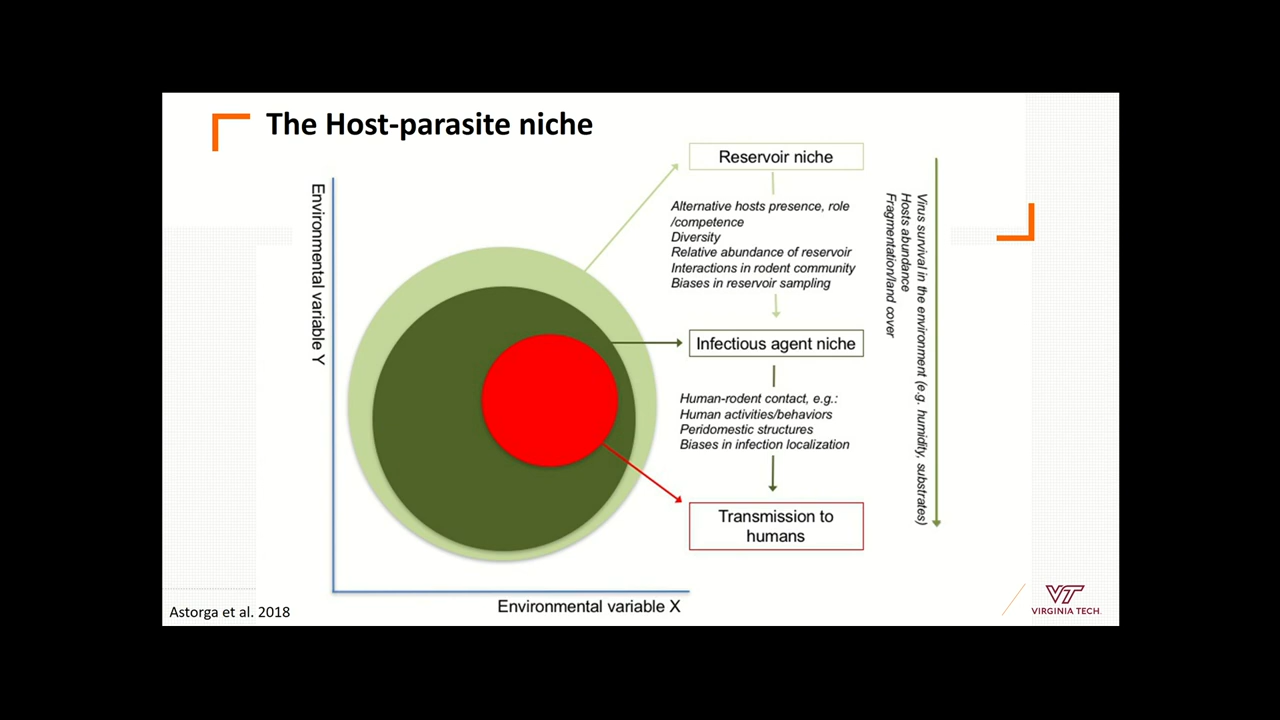 The Host-parasite niche
Environmental variable Y
Reservoir niche
Alternative hosts presence, role
/competence
Diversity
Relative abundance of reservoir
Interactions in rodent community
Biases in reservoir sampling
Infectious agent niche
Human-rodent contact, e.g.:
Human activities/behaviors
Peridomestic structures
Biases in infection localization
Transmission to
humans
Virus survival in the environment (e.g. humidity, substrates)
Hosts abundance
Fragmentation/land cover
Environmental variable X
Astorga et al. 2018
VT
VIRGINIA TECH.